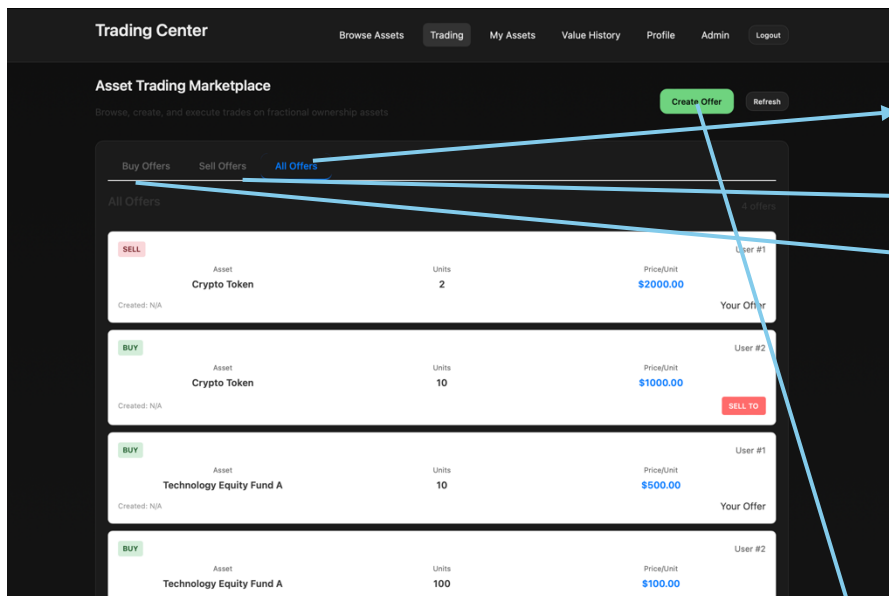 Trading Center
Browse Assets Trading My Assets Value History Profile Admin Logout
Asset Trading Marketplace
Create Offer Refresh
Browse, create, and execute trades on fractional ownership assets
Buy Offers Sell Offers All Offers
All Offers 4 offers
SELL User #1
Asset Units Price/Unit
Crypto Token 2 $2000.00
Created: N/A Your Offer
BUY User #2
Asset Units Price/Unit
Crypto Token 10 $1000.00
Created: N/A SELL TO
BUY User #1
Asset Units Price/Unit
Technology Equity Fund A 10 $500.00
Created: N/A Your Offer
BUY User #2
Asset Units Price/Unit
Technology Equity Fund A 100 $100.00